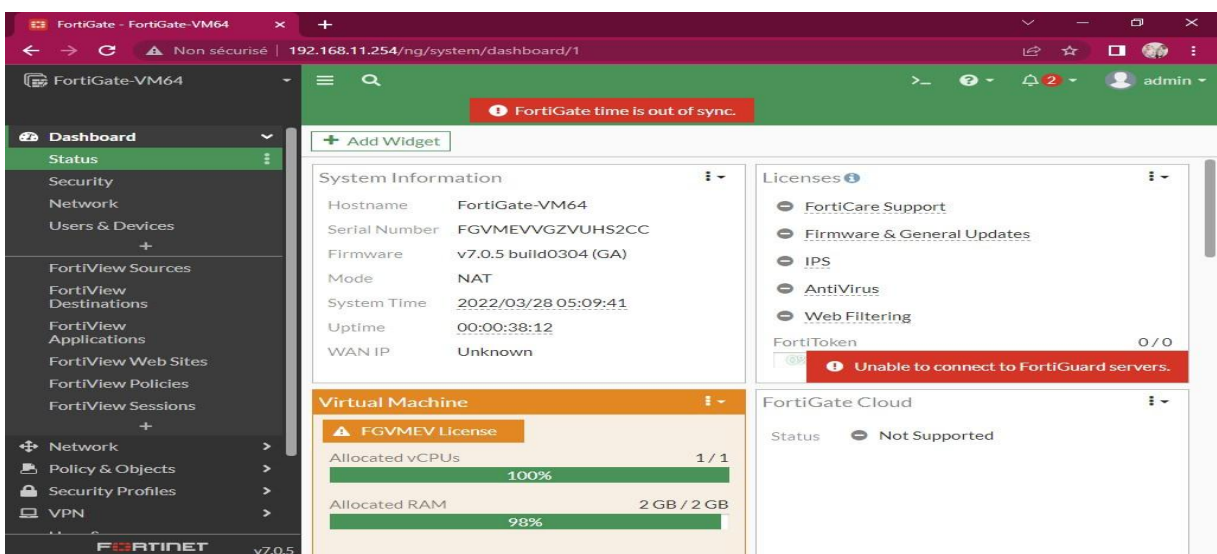 FortiGate - FortiGate-VM64
Non sécurisé | 192.168.11.254/ng/system/dashboard/1
FortiGate-VM64
>_
2
admin
FortiGate time is out of sync.
Dashboard
Status
Security
Network
Users & Devices
+
FortiView Sources
FortiView
Destinations
FortiView
Applications
FortiView Web Sites
FortiView Policies
FortiView Sessions
+
Network
Policy & Objects
Security Profiles
VPN
FORTINET v7.0.5
+ Add Widget
System Information
Hostname FortiGate-VM64
Serial Number FGVMEVVGZVUHS2CC
Firmware v7.0.5 build0304 (GA)
Mode NAT
System Time 2022/03/28 05:09:41
Uptime 00:00:38:12
WAN IP Unknown
Licenses
FortiCare Support
Firmware & General Updates
IPS
AntiVirus
Web Filtering
FortiToken 0/0
Unable to connect to FortiGuard servers.
Virtual Machine
FGVMEV License
Allocated vCPUs 1/1
100%
Allocated RAM 2 GB / 2 GB
98%
FortiGate Cloud
Status Not Supported